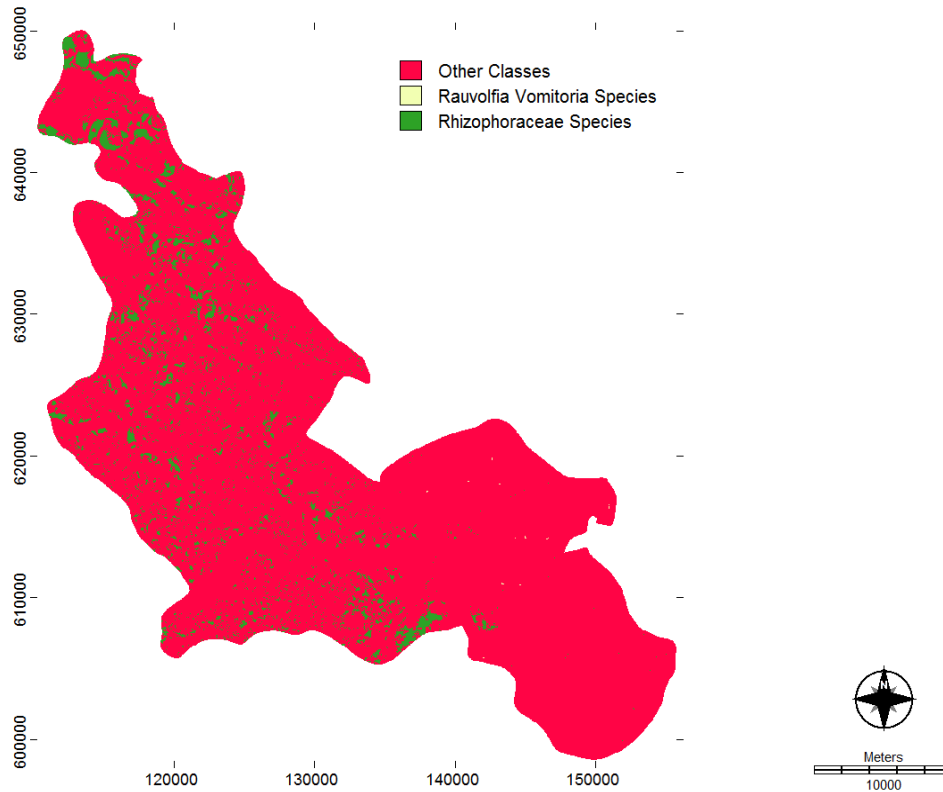 650000
640000
630000
620000
610000
600000
Other Classes
Rauvolfia Vomitoria Species
Rhizophoraceae Species
120000
130000
140000
150000
N
Meters
10000